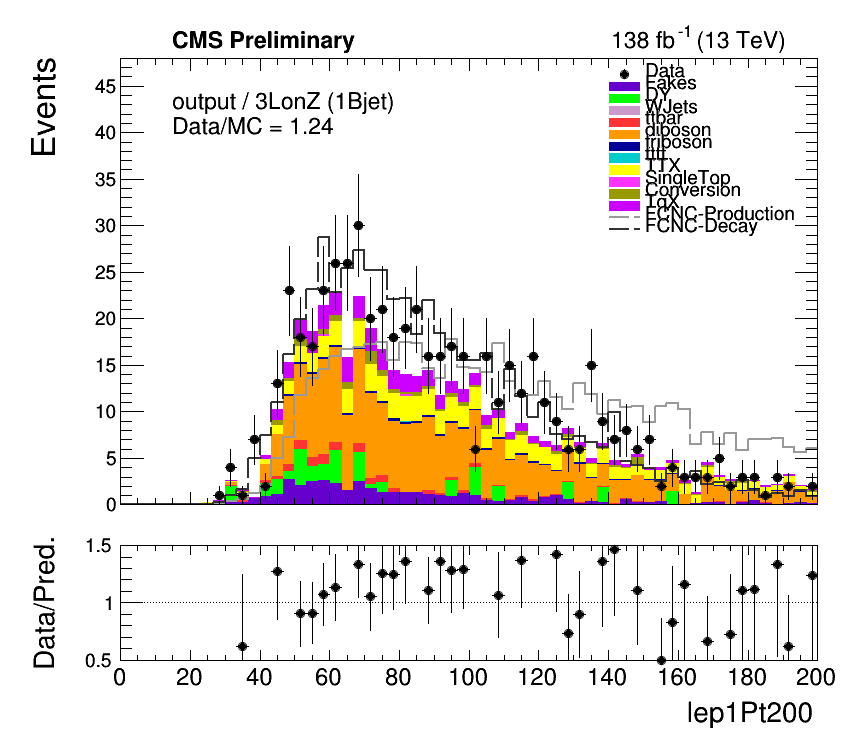 CMS Preliminary
138 fb-1 (13 TeV)
Events
output / 3LonZ (1Bjet)
Data/MC = 1.24
Data
Fakes
DY
WJets
ttbar
diboson
triboson
tttt
TTX
SingleTop
Conversion
TqX
FCNC-Production
FCNC-Decay
45
40
35
30
25
20
15
10
5
0
Data/Pred.
1.5
1
0.5
0 20 40 60 80 100 120 140 160 180 200
lep1Pt200